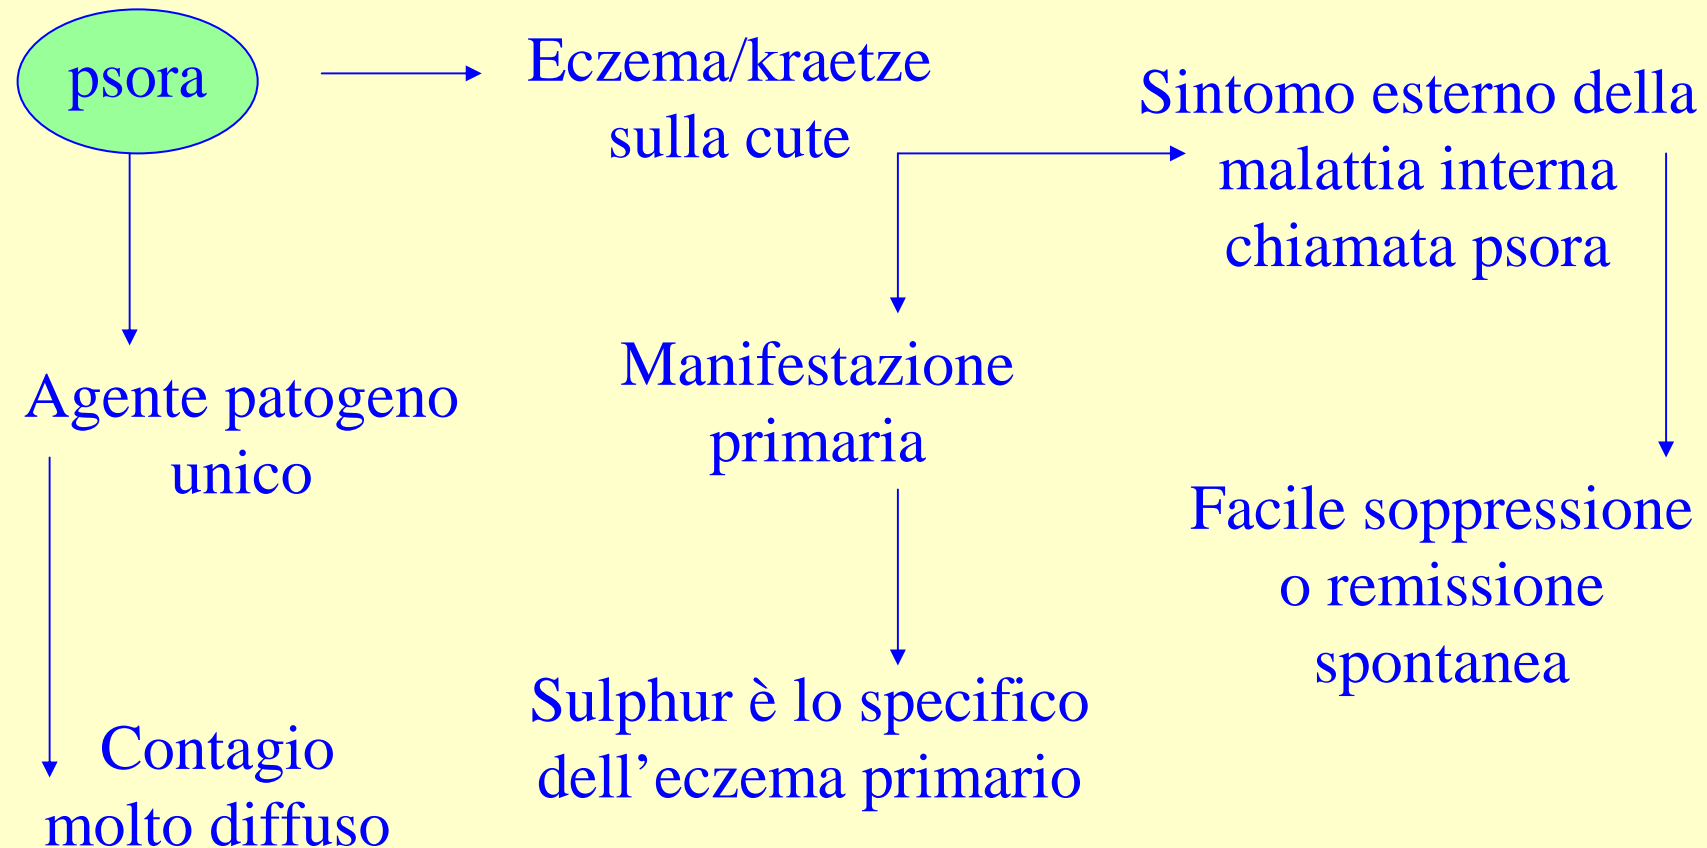 psora
Eczema/kraetze
sulla cute
Sintomo esterno della
malattia interna
chiamata psora
Agente patogeno
unico
Manifestazione
primaria
Facile soppressione
o remissione
spontanea
Sulphur è lo specifico
dell’eczema primario
Contagio
molto diffuso